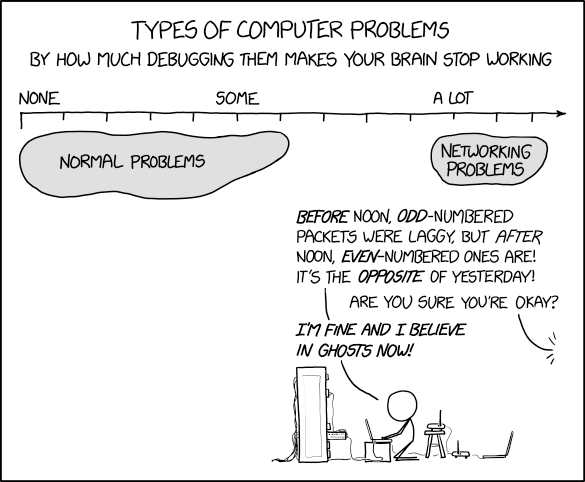 TYPES OF COMPUTER PROBLEMS
BY HOW MUCH DEBUGGING THEM MAKES YOUR BRAIN STOP WORKING
NONE SOME A LOT
NORMAL PROBLEMS
NETWORKING
PROBLEMS
BEFORE NOON, ODD-NUMBERED
PACKETS WERE LAGGY, BUT AFTER
NOON, EVEN-NUMBERED ONES ARE!
IT'S THE OPPOSITE OF YESTERDAY!
ARE YOU SURE YOU'RE OKAY?
I'M FINE AND I BELIEVE
IN GHOSTS NOW!